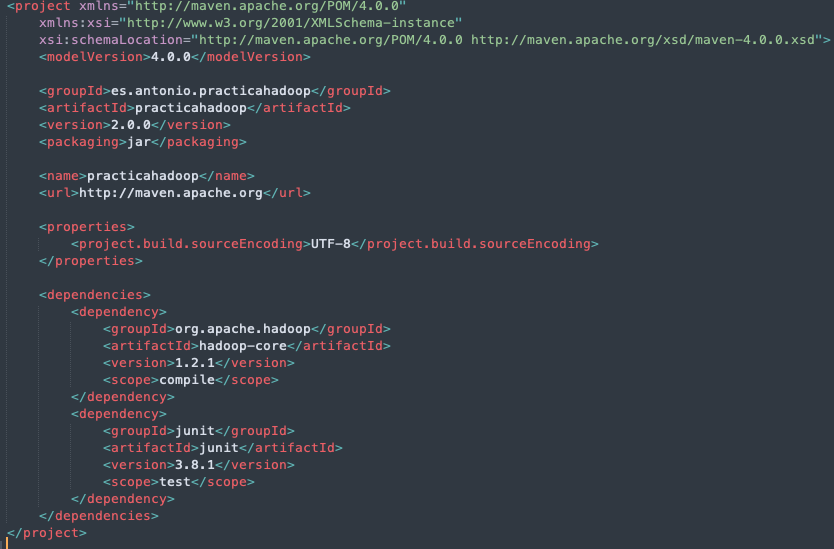 <project xmlns="http://maven.apache.org/POM/4.0.0"
    xmlns:xsi="http://www.w3.org/2001/XMLSchema-instance"
    xsi:schemaLocation="http://maven.apache.org/POM/4.0.0 http://maven.apache.org/xsd/maven-4.0.0.xsd">
    <modelVersion>4.0.0</modelVersion>

    <groupId>es.antonio.practicahadoop</groupId>
    <artifactId>practicahadoop</artifactId>
    <version>2.0.0</version>
    <packaging>jar</packaging>

    <name>practicahadoop</name>
    <url>http://maven.apache.org</url>

    <properties>
        <project.build.sourceEncoding>UTF-8</project.build.sourceEncoding>
    </properties>

    <dependencies>
        <dependency>
            <groupId>org.apache.hadoop</groupId>
            <artifactId>hadoop-core</artifactId>
            <version>1.2.1</version>
            <scope>compile</scope>
        </dependency>
        <dependency>
            <groupId>junit</groupId>
            <artifactId>junit</artifactId>
            <version>3.8.1</version>
            <scope>test</scope>
        </dependency>
    </dependencies>
</project>